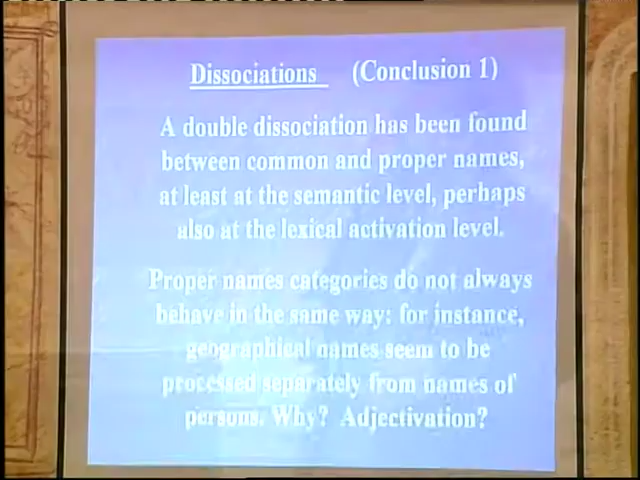 Dissociations (Conclusion 1)
A double dissociation has been found
between common and proper names,
at least at the semantic level, perhaps
also at the lexical activation level.
Proper names categories do not always
behave in the same way: for instance,
geographical names seem to be
processed separately from names of
persons. Why? Adjectivation?